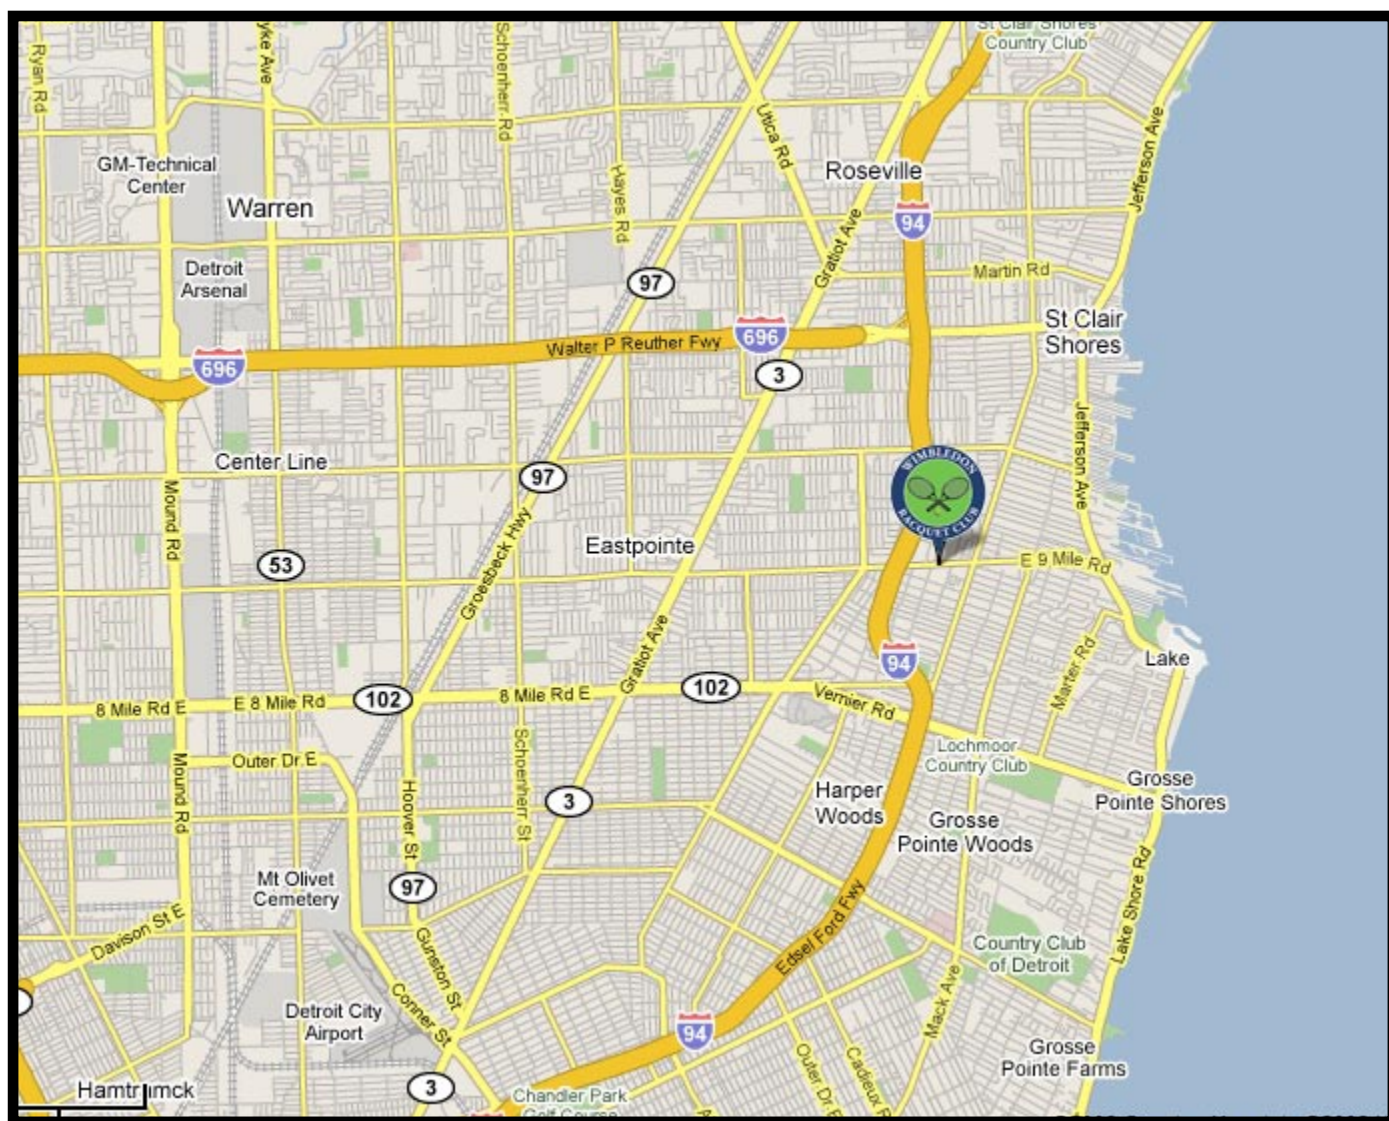 St Clair Shores
Country Club
Ryan Rd
yke Ave
Schoenherr Rd
Utica Rd
Jefferson Ave
GM-Technical
Center
Roseville
Hayes Rd
Warren
94
Gratiot Ave
Detroit
Arsenal
97
Martin Rd
St Clair
Shores
696
Walter P Reuther Fwy
696
3
Jefferson Ave
Center Line
97
WIMBLEDON
RACQUET CLUB
Mound Rd
Groesbeck Hwy
Eastpointe
53
E 9 Mile Rd
Gratiot Ave
94
Marter Rd
Lake
8 Mile Rd E
E 8 Mile Rd
102
8 Mile Rd E
102
Vernier Rd
Outer Dr E
Mound Rd
Schoenherr St
Lochmoor
Country Club
Hoover St
3
Harper
Woods
Grosse
Pointe Shores
Grosse
Pointe Woods
Mt Olivet
Cemetery
97
Lake Shore Rd
Davison St E
Gunston St
Edsel Ford Fwy
Country Club
of Detroit
Conner St
Detroit City
Airport
94
Mack Ave
Outer Dr E
Cadieux R
Grosse
Pointe Farms
Hamtramck
3
Chandler Park
Golf Course